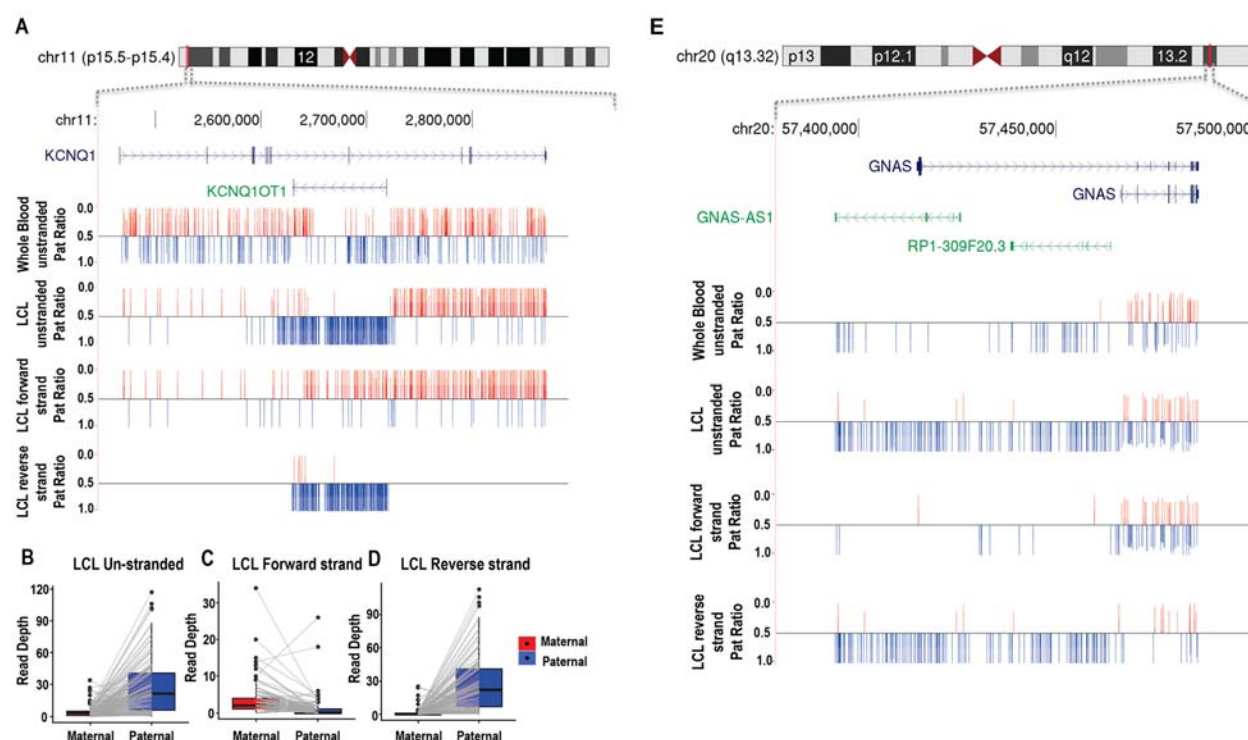 A
chr11 (p15.5-p15.4)
12
chr11:
2,600,000
2,700,000
2,800,000
KCNQ1
KCNQ1OT1
Whole Blood
unstranded
Pat Ratio
0.0
0.5
1.0
LCL
unstranded
Pat Ratio
0.0
0.5
1.0
LCL forward
strand
Pat Ratio
0.0
0.5
1.0
LCL reverse
strand
Pat Ratio
0.0
0.5
1.0
B
LCL Un-stranded
Read Depth
120
90
60
30
0
Maternal
Paternal
C
LCL Forward strand
Read Depth
30
20
10
0
Maternal
Paternal
D
LCL Reverse strand
Read Depth
90
60
30
0
Maternal
Paternal
Maternal
Paternal
E
chr20 (q13.32)
p13
p12.1
q12
13.2
chr20:
57,400,000
57,450,000
57,500,000
GNAS
GNAS
GNAS-AS1
RP1-309F20.3
Whole Blood
unstranded
Pat Ratio
0.0
0.5
1.0
LCL
unstranded
Pat Ratio
0.0
0.5
1.0
LCL forward
strand
Pat Ratio
0.0
0.5
1.0
LCL reverse
strand
Pat Ratio
0.0
0.5
1.0